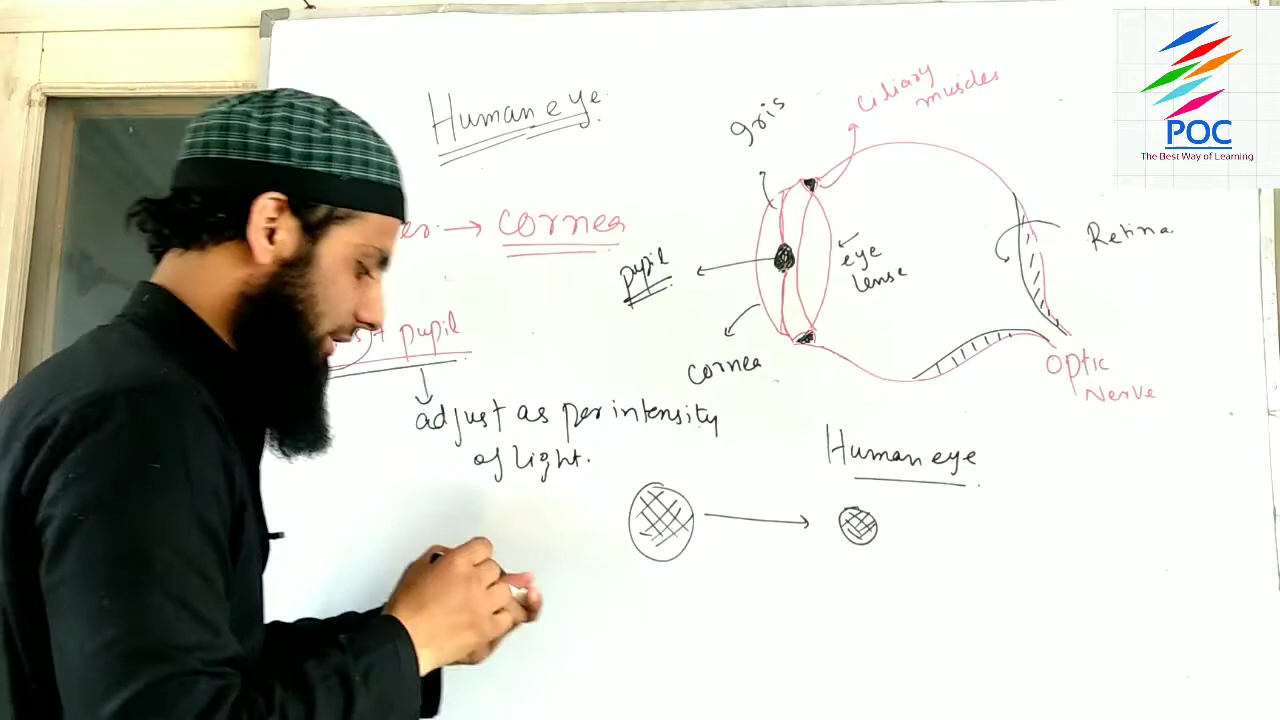 Human eye.
→ cornea
+ pupil
adjust as per intensity
of light.
Iris
Ciliary
muscles
pupil
eye
lense
cornea
Retina
Optic
Nerve
Human eye
POC
The Best Way of Learning